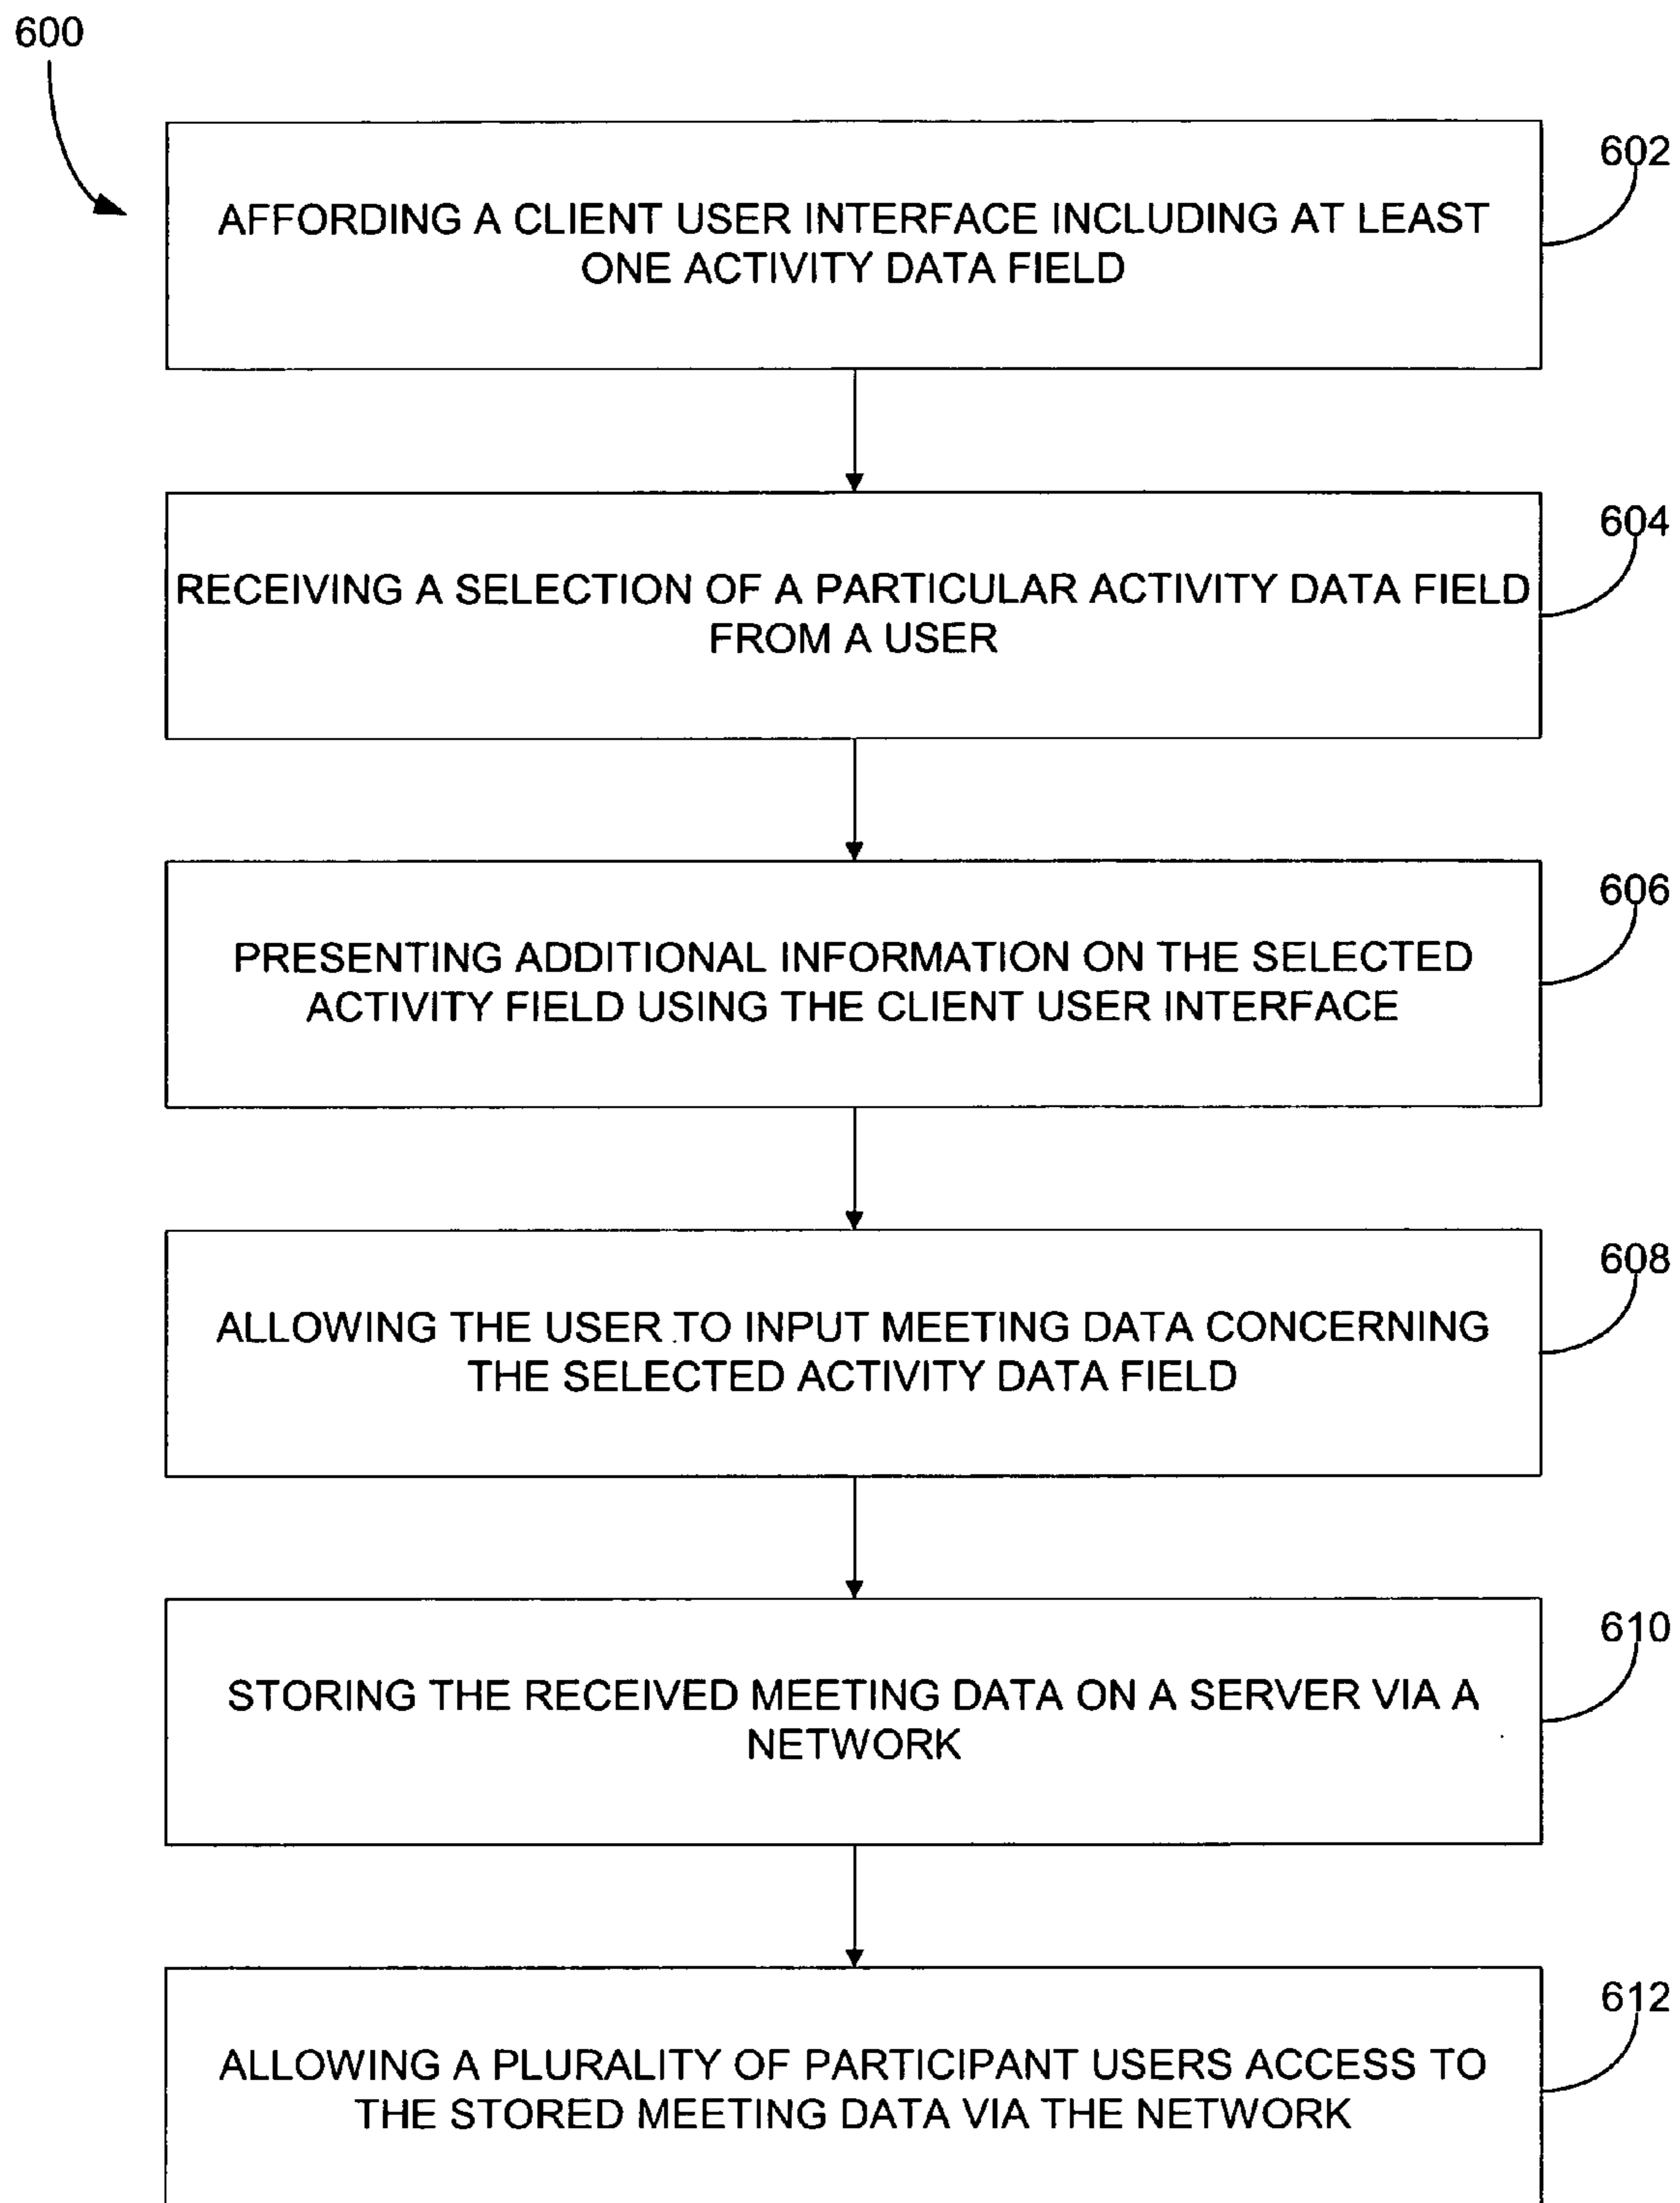 600
602
AFFORDING A CLIENT USER INTERFACE INCLUDING AT LEAST
ONE ACTIVITY DATA FIELD
604
RECEIVING A SELECTION OF A PARTICULAR ACTIVITY DATA FIELD
FROM A USER
606
PRESENTING ADDITIONAL INFORMATION ON THE SELECTED
ACTIVITY FIELD USING THE CLIENT USER INTERFACE
608
ALLOWING THE USER TO INPUT MEETING DATA CONCERNING
THE SELECTED ACTIVITY DATA FIELD
610
STORING THE RECEIVED MEETING DATA ON A SERVER VIA A
NETWORK
612
ALLOWING A PLURALITY OF PARTICIPANT USERS ACCESS TO
THE STORED MEETING DATA VIA THE NETWORK